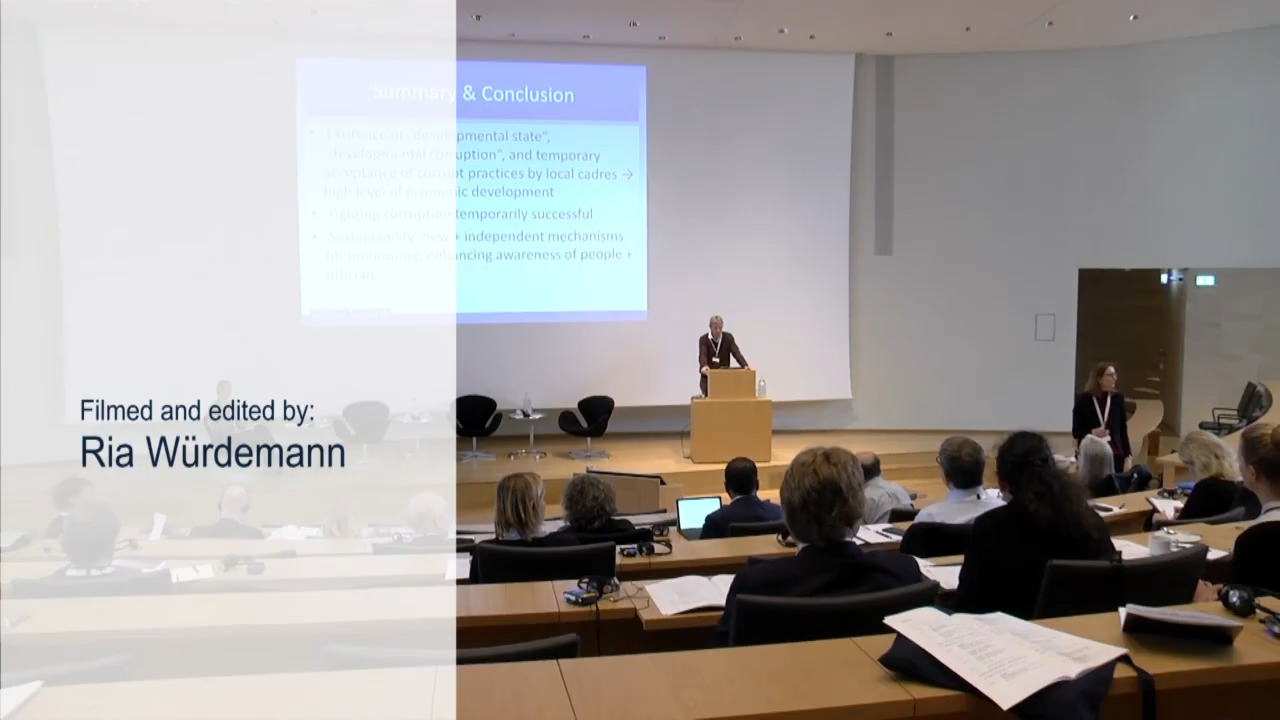 Summary & Conclusion
• Existence of "developmental state",
"developmental corruption", and temporary
acceptance of corrupt practices by local cadres →
high level of economic development
• Fighting corruption temporarily successful
• Sustainability: new + independent mechanisms
for monitoring, enhancing awareness of people +
officials
Filmed and edited by:
Ria Würdemann